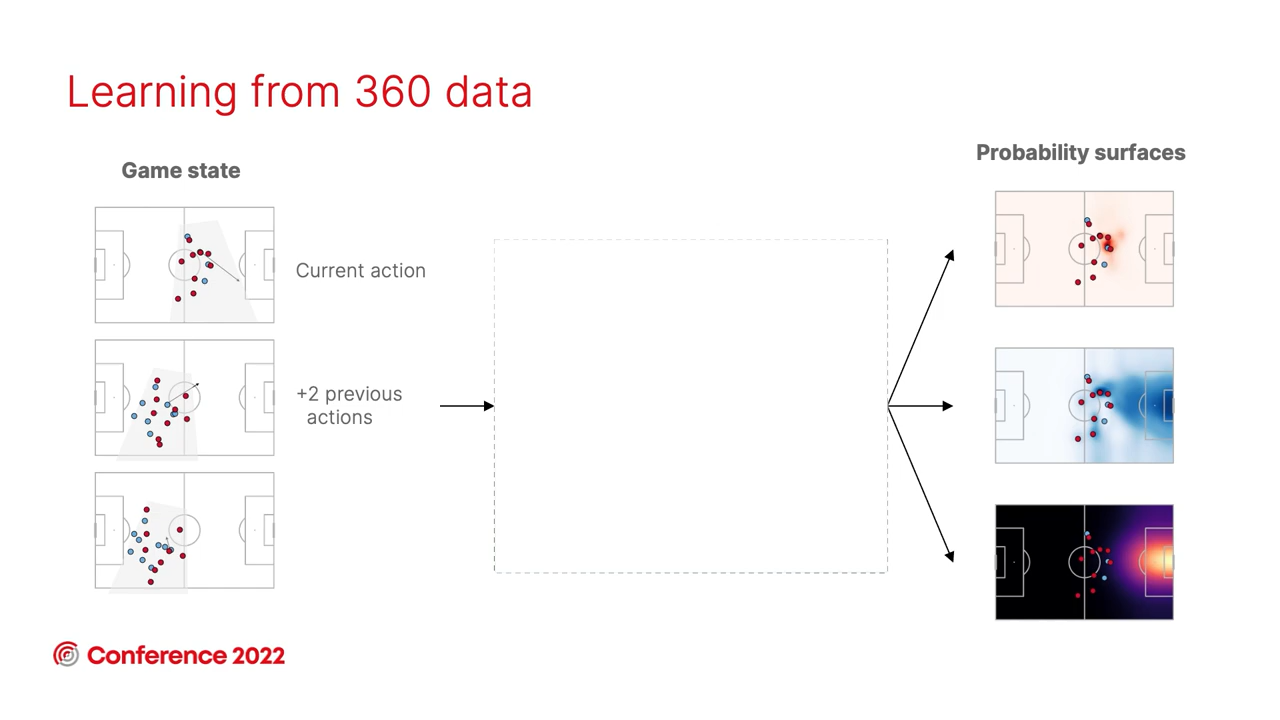 Learning from 360 data
Game state
Probability surfaces
Current action
+2 previous
actions
Conference 2022